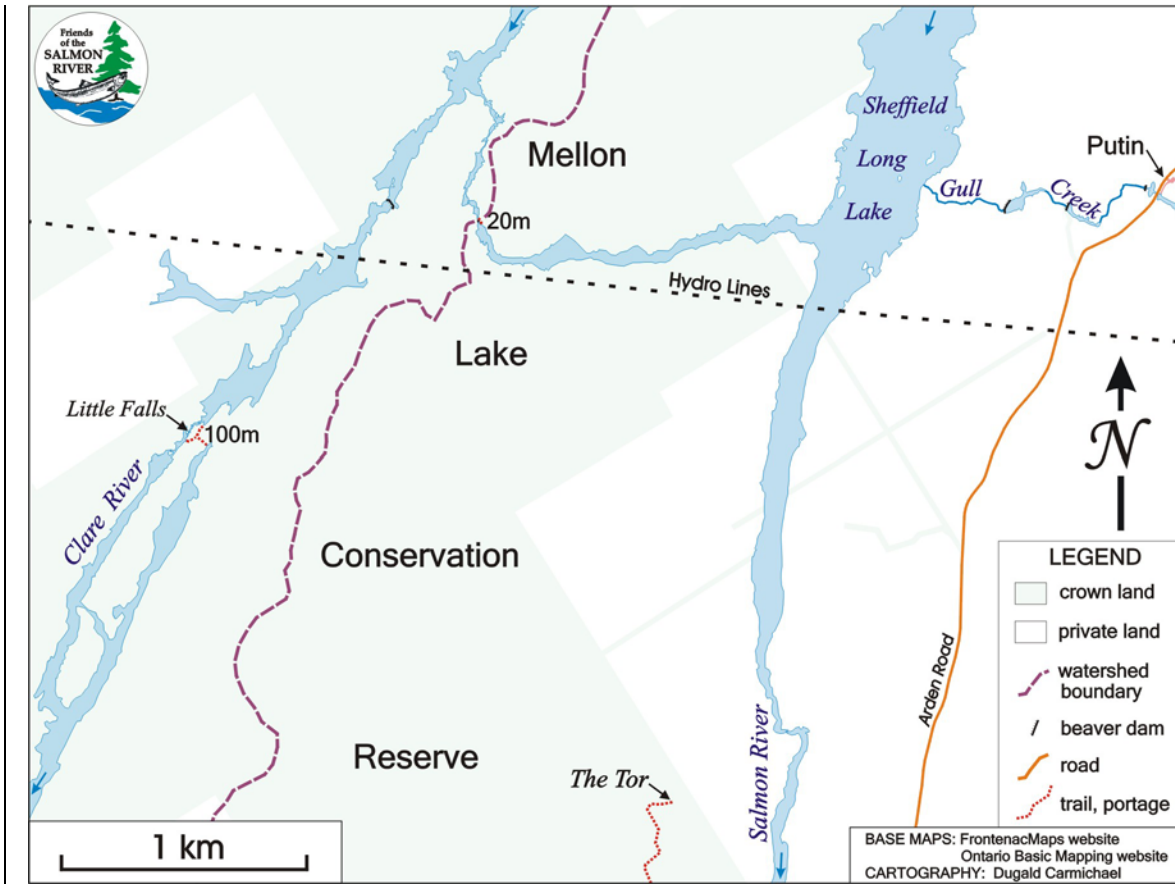 Friends
of the
SALMON
RIVER
Sheffield
Long
Lake
Mellon
Putin
Gull
Creek
20m
Hydro Lines
Lake
Little Falls
100m
N
Clare River
Conservation
LEGEND
crown land
private land
watershed
boundary
beaver dam
road
trail, portage
Arden Road
Salmon River
Reserve
The Tor
1 km
BASE MAPS: FrontenacMaps website
Ontario Basic Mapping website
CARTOGRAPHY: Dugald Carmichael